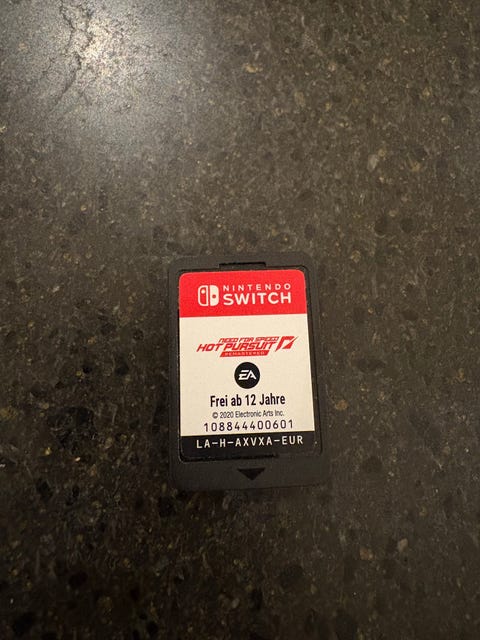 NINTENDO
SWITCH
NEED FOR SPEED
HOT PURSUIT
REMASTERED
EA
Frei ab 12 Jahre
© 2020 Electronic Arts Inc.
108844400601
LA-H-AXVXA-EUR